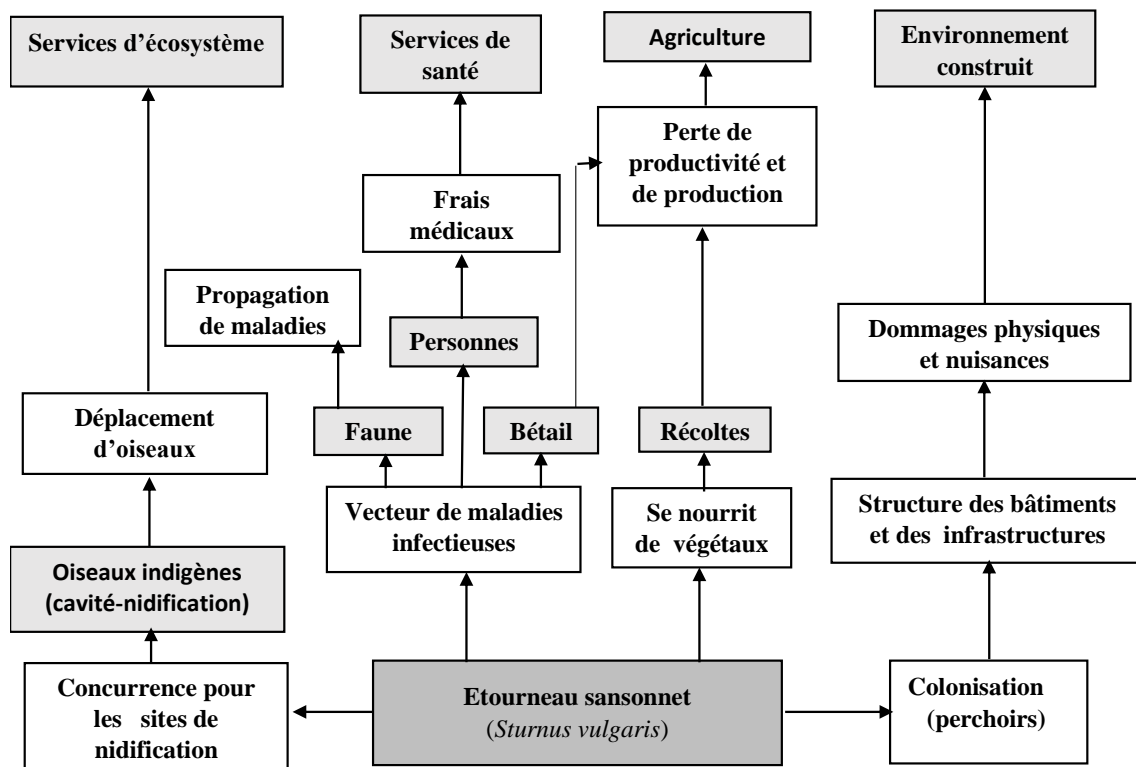 Services d’écosystème
Services de
santé
Agriculture
Environnement
construit
Perte de
productivité et
de production
Frais
médicaux
Propagation
de maladies
Personnes
Dommages physiques
et nuisances
Déplacement
d’oiseaux
Faune
Bétail
Récoltes
Vecteur de maladies
infectieuses
Se nourrit
de végétaux
Structure des bâtiments
et des infrastructures
Oiseaux indigènes
(cavité-nidification)
Concurrence pour
les sites de
nidification
Etourneau sansonnet
(Sturnus vulgaris)
Colonisation
(perchoirs)